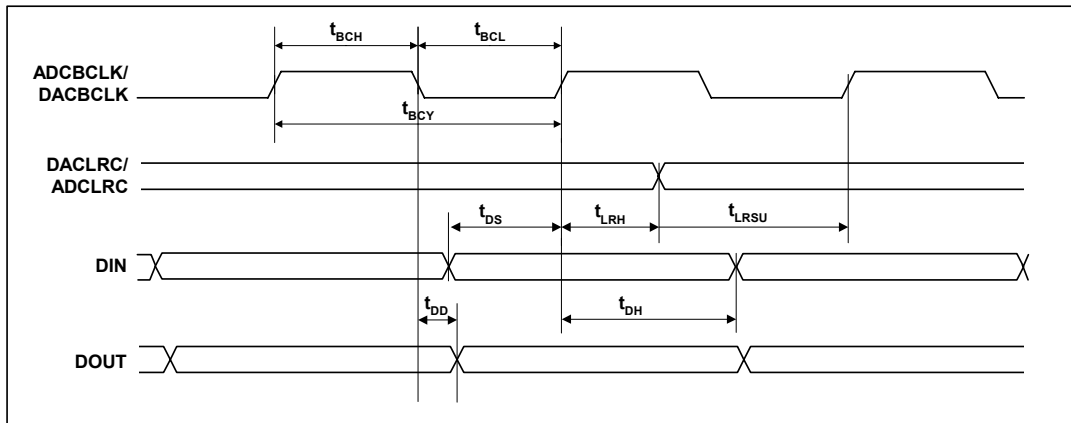 tBCH
tBCL
ADCBCLK/
DACBCLK
tBCY
DACLRC/
ADCLRC
tDS
tLRH
tLRSU
DIN
tDD
tDH
DOUT